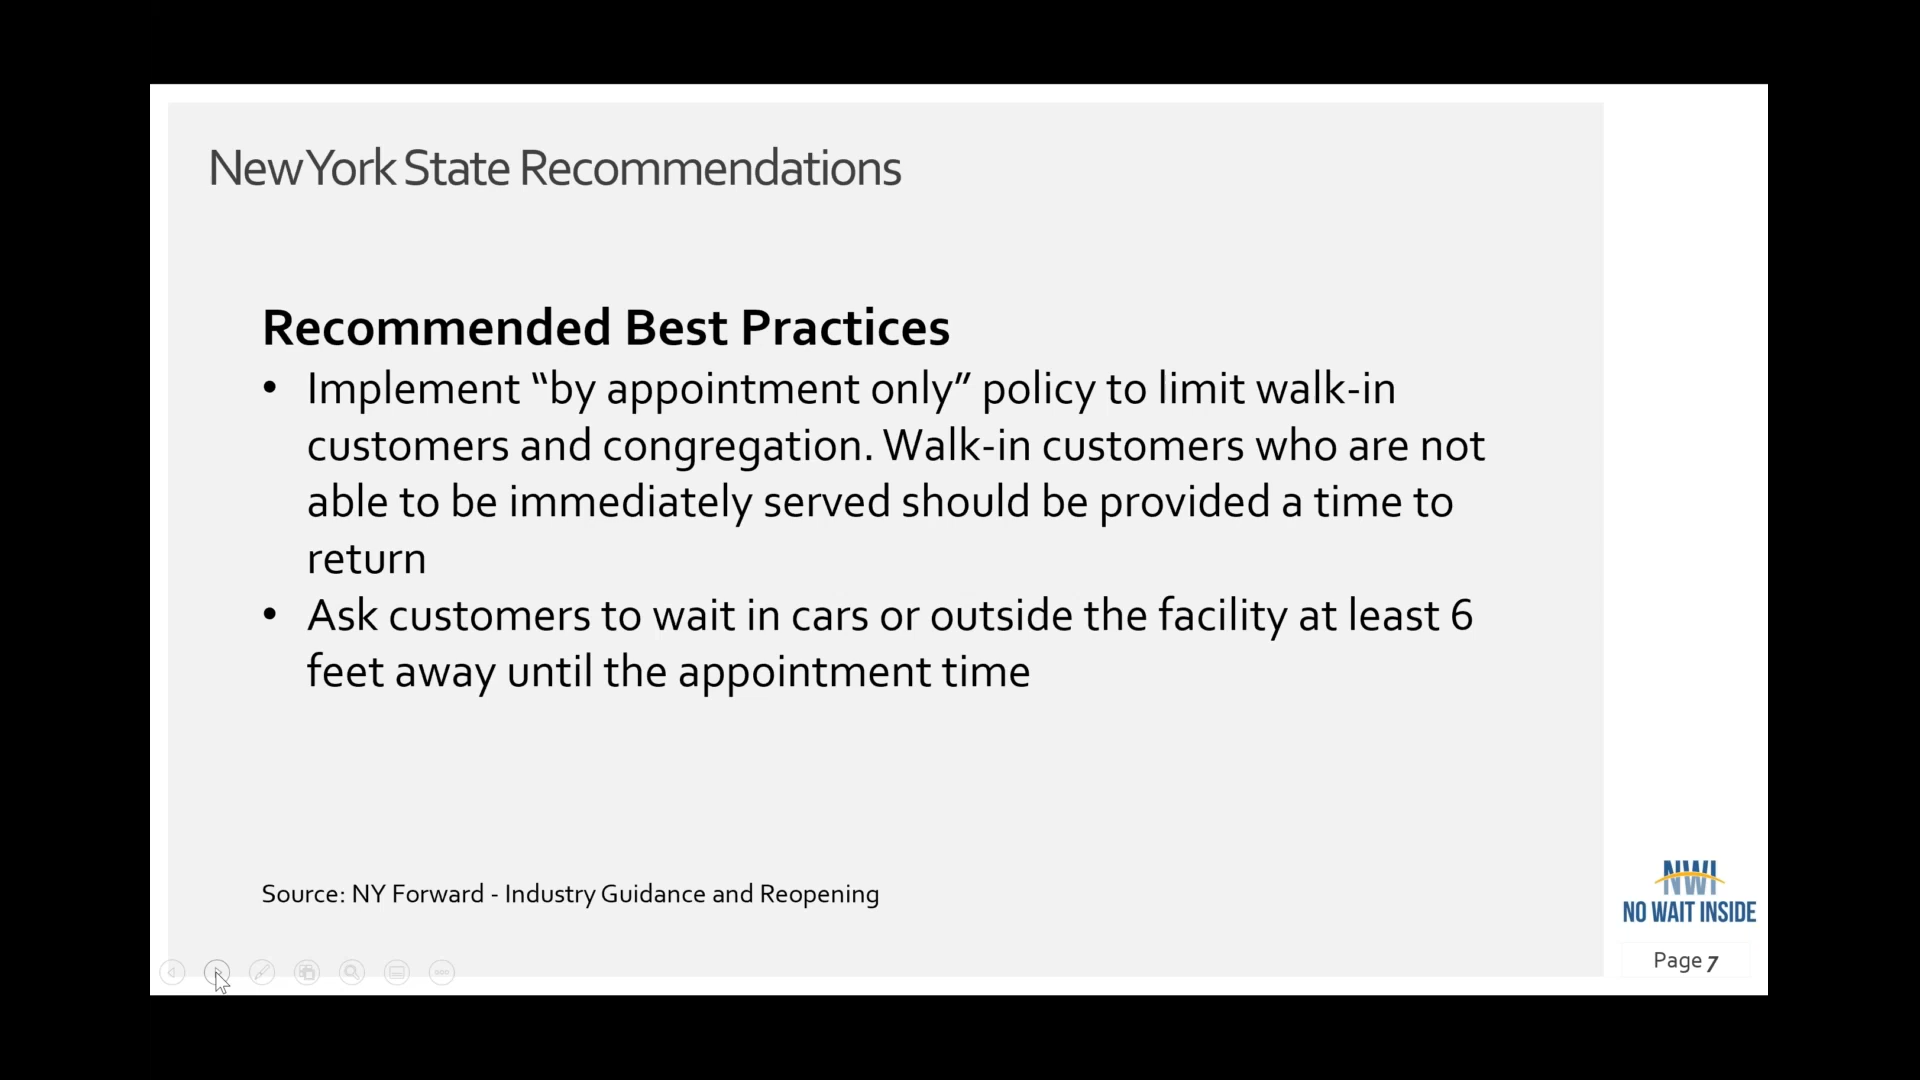 New York State Recommendations
Recommended Best Practices
• Implement “by appointment only” policy to limit walk-in
customers and congregation. Walk-in customers who are not
able to be immediately served should be provided a time to
return
• Ask customers to wait in cars or outside the facility at least 6
feet away until the appointment time
Source: NY Forward - Industry Guidance and Reopening
NWI
NO WAIT INSIDE
Page 7